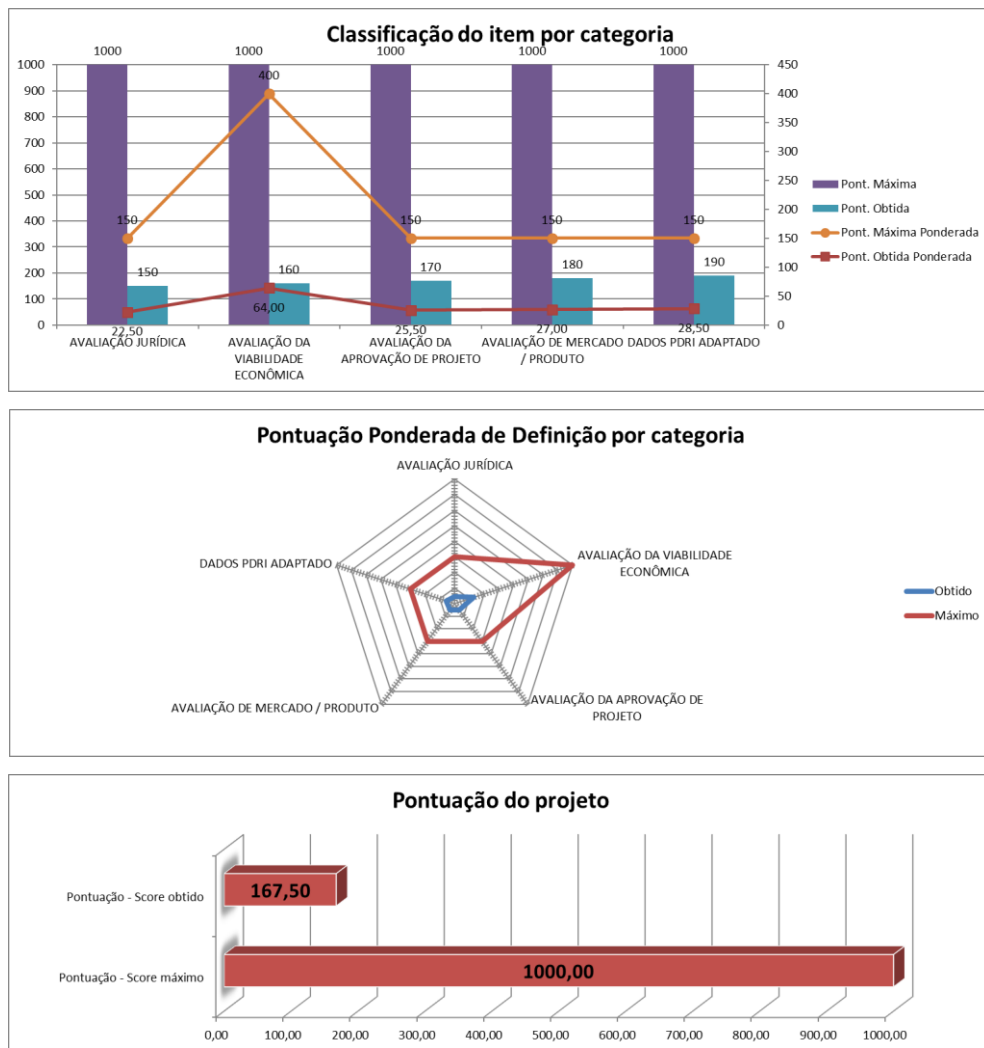 Classificação do item por categoria
1000 1000 1000 1000 1000
1000 450
900 400
800 350
700 300
600 250
500 200
400 150
300 100
200 50
100 0
0
400
150 150 150 150
150 160 170 180 190
22,50 64,00 25,50 27,00 28,50
AVALIAÇÃO JURÍDICA
AVALIAÇÃO DA
VIABILIDADE
ECONÔMICA
AVALIAÇÃO DA
APROVAÇÃO DE PROJETO
AVALIAÇÃO DE MERCADO
/ PRODUTO
DADOS PDRI ADAPTADO
Pont. Máxima
Pont. Obtida
Pont. Máxima Ponderada
Pont. Obtida Ponderada
Pontuação Ponderada de Definição por categoria
AVALIAÇÃO JURÍDICA
AVALIAÇÃO DA VIABILIDADE
ECONÔMICA
DADOS PDRI ADAPTADO
AVALIAÇÃO DE MERCADO / PRODUTO
AVALIAÇÃO DA APROVAÇÃO DE
PROJETO
Obtido
Máximo
Pontuação do projeto
Pontuação - Score obtido
167,50
Pontuação - Score máximo
1000,00
0,00 100,00 200,00 300,00 400,00 500,00 600,00 700,00 800,00 900,00 1000,00